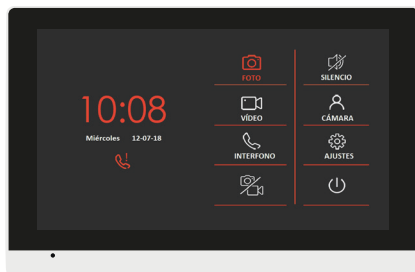 FOTO
SILENCIO
10:08
VÍDEO
CÁMARA
Miércoles 12-07-18
INTERFONO
AJUSTES